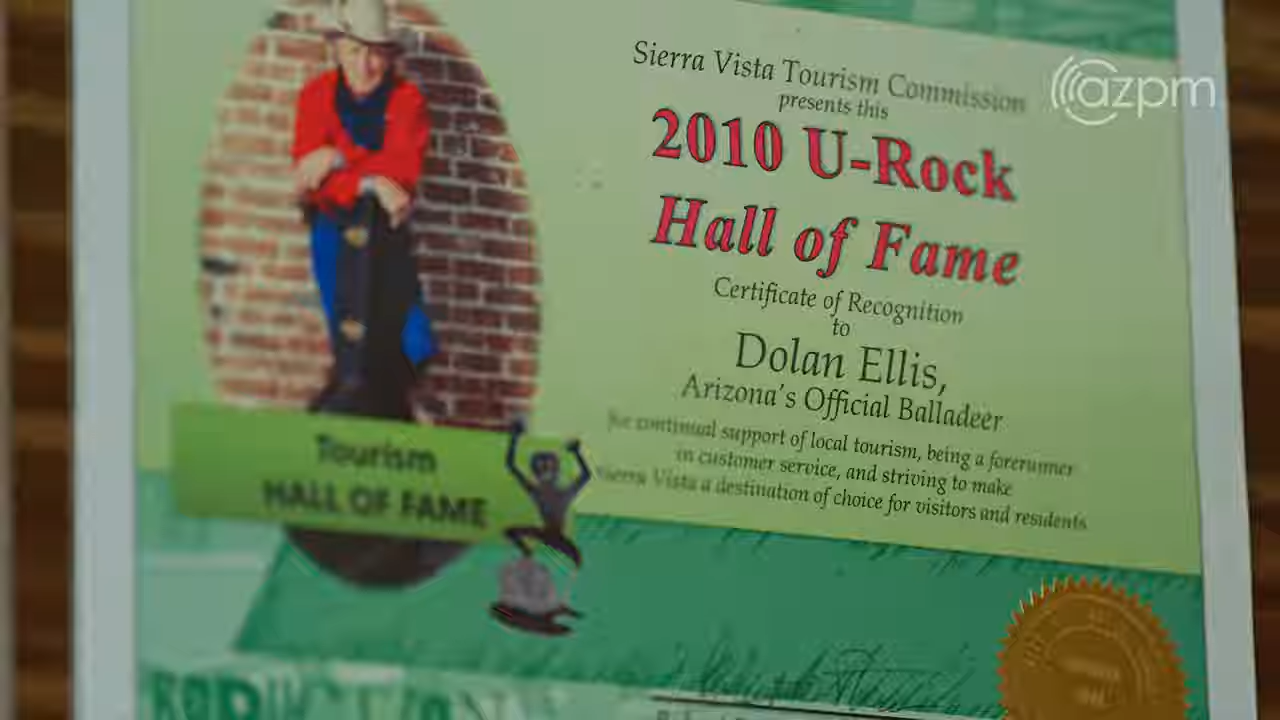 Sierra Vista Tourism Commission
azpm
presents this
2010 U-Rock
Hall of Fame
Certificate of Recognition
to
Dolan Ellis,
Arizona's Official Balladeer
for continual support of local tourism, being a forerunner
in customer service, and striving to make
Sierra Vista a destination of choice for visitors and residents
Tourism
HALL OF FAME